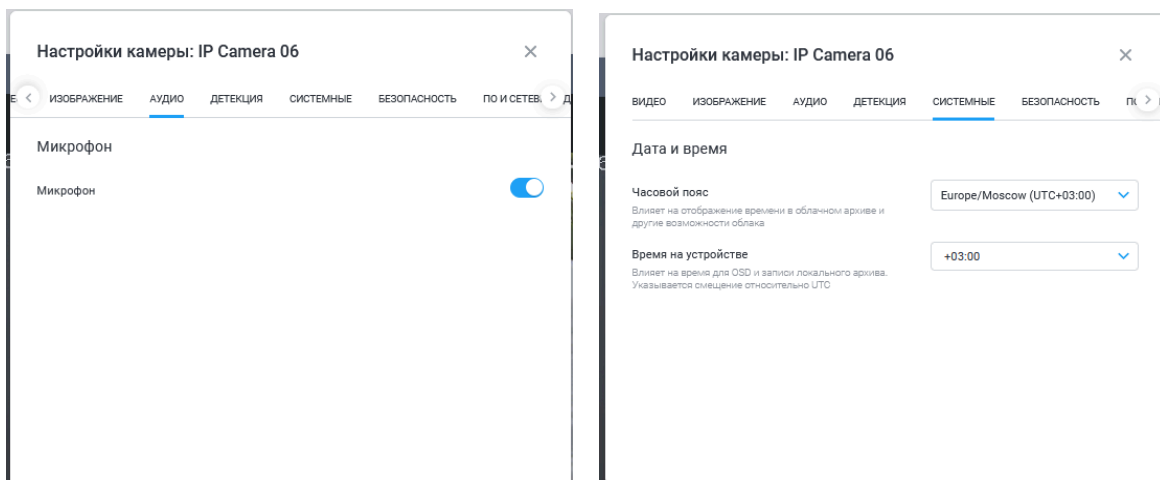 Настройки камеры: IP Camera 06
ИЗОБРАЖЕНИЕ АУДИО ДЕТЕКЦИЯ СИСТЕМНЫЕ БЕЗОПАСНОСТЬ ПО И СЕТЕВ
Микрофон
Микрофон
Настройки камеры: IP Camera 06
ВИДЕО ИЗОБРАЖЕНИЕ АУДИО ДЕТЕКЦИЯ СИСТЕМНЫЕ БЕЗОПАСНОСТЬ
Дата и время
Часовой пояс
Europe/Moscow (UTC+03:00)
Влияет на отображение времени в облачном архиве и
другие возможности облака
Время на устройстве
+03:00
Влияет на время для OSD и записи локального архива.
Указывается смещение относительно UTC